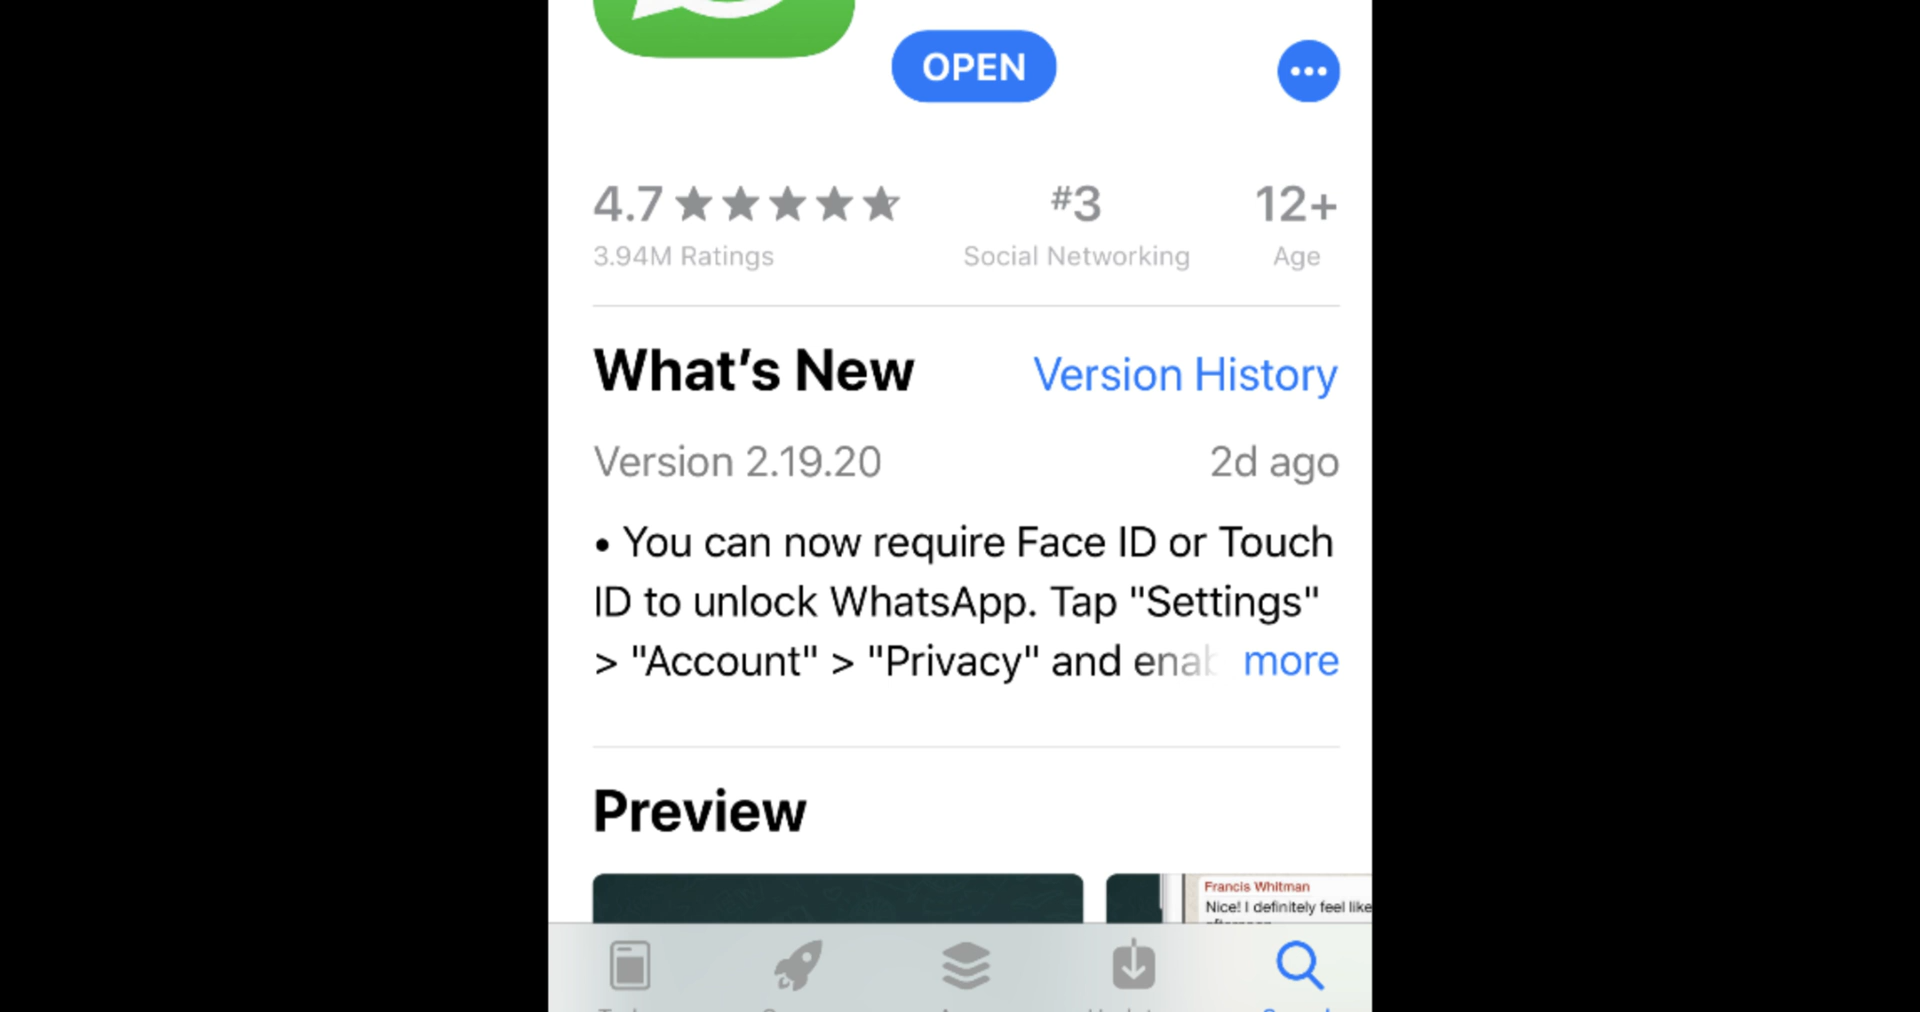 OPEN
4.7
#3
12+
3.94M Ratings
Social Networking
Age
What’s New
Version History
Version 2.19.20
2d ago
• You can now require Face ID or Touch
ID to unlock WhatsApp. Tap "Settings"
> "Account" > "Privacy" and enab
more
Preview
Francis Whitman
Nice! I definitely feel like